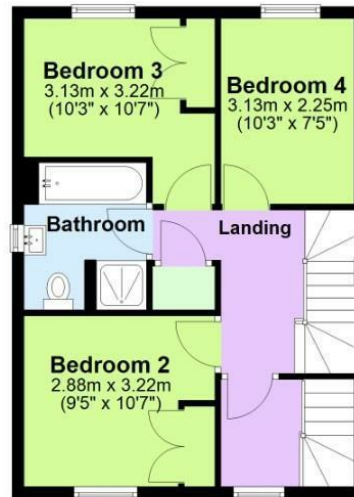 Bedroom 3
3.13m x 3.22m
(10'3" x 10'7")
Bedroom 4
3.13m x 2.25m
(10'3" x 7'5")
Bathroom
Landing
Bedroom 2
2.88m x 3.22m
(9'5" x 10'7")